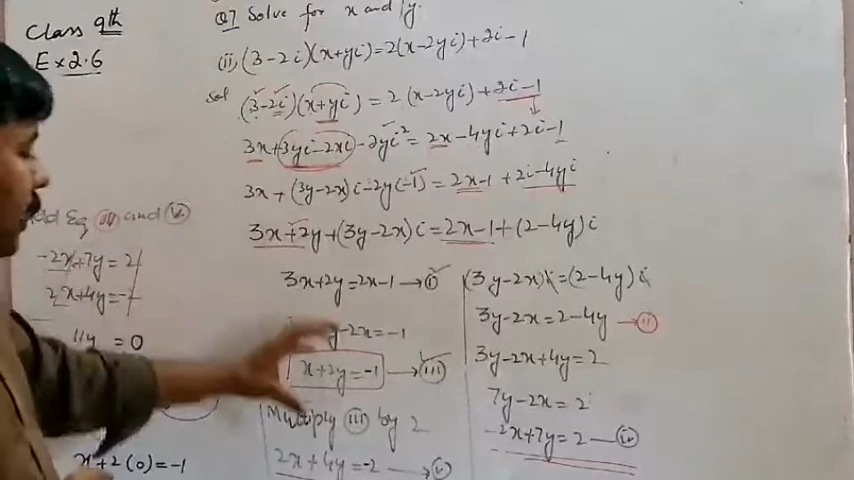 Class 9th
Ex 2.6
Q7 Solve for x and y.
(ii) (3-2i)(x+yi)=2(x-2yi)+2i-1
Sol (3-2i)(x+yi) = 2(x-2yi)+2i-1
3x+3yi-2xi-2yi²=2x-4yi+2i-1
3x+(3y-2x)i-2y(-1)=2x-1+2i-4yi
3x+2y+(3y-2x)i=2x-1+(2-4y)i
3x+2y=2x-1→(i)
y-2x=-1
x+2y=-1→(iii)
Multiply (iii) by 2
2x+4y=-2→(v)
(3y-2x)i=(2-4y)i
3y-2x=2-4y→(ii)
3y-2x+4y=2
7y-2x=2
-2x+7y=2—(iv)
Add Eq (iv) and (v)
-2x+7y=2
2x+4y=-
11y=0
x+2(0)=-1